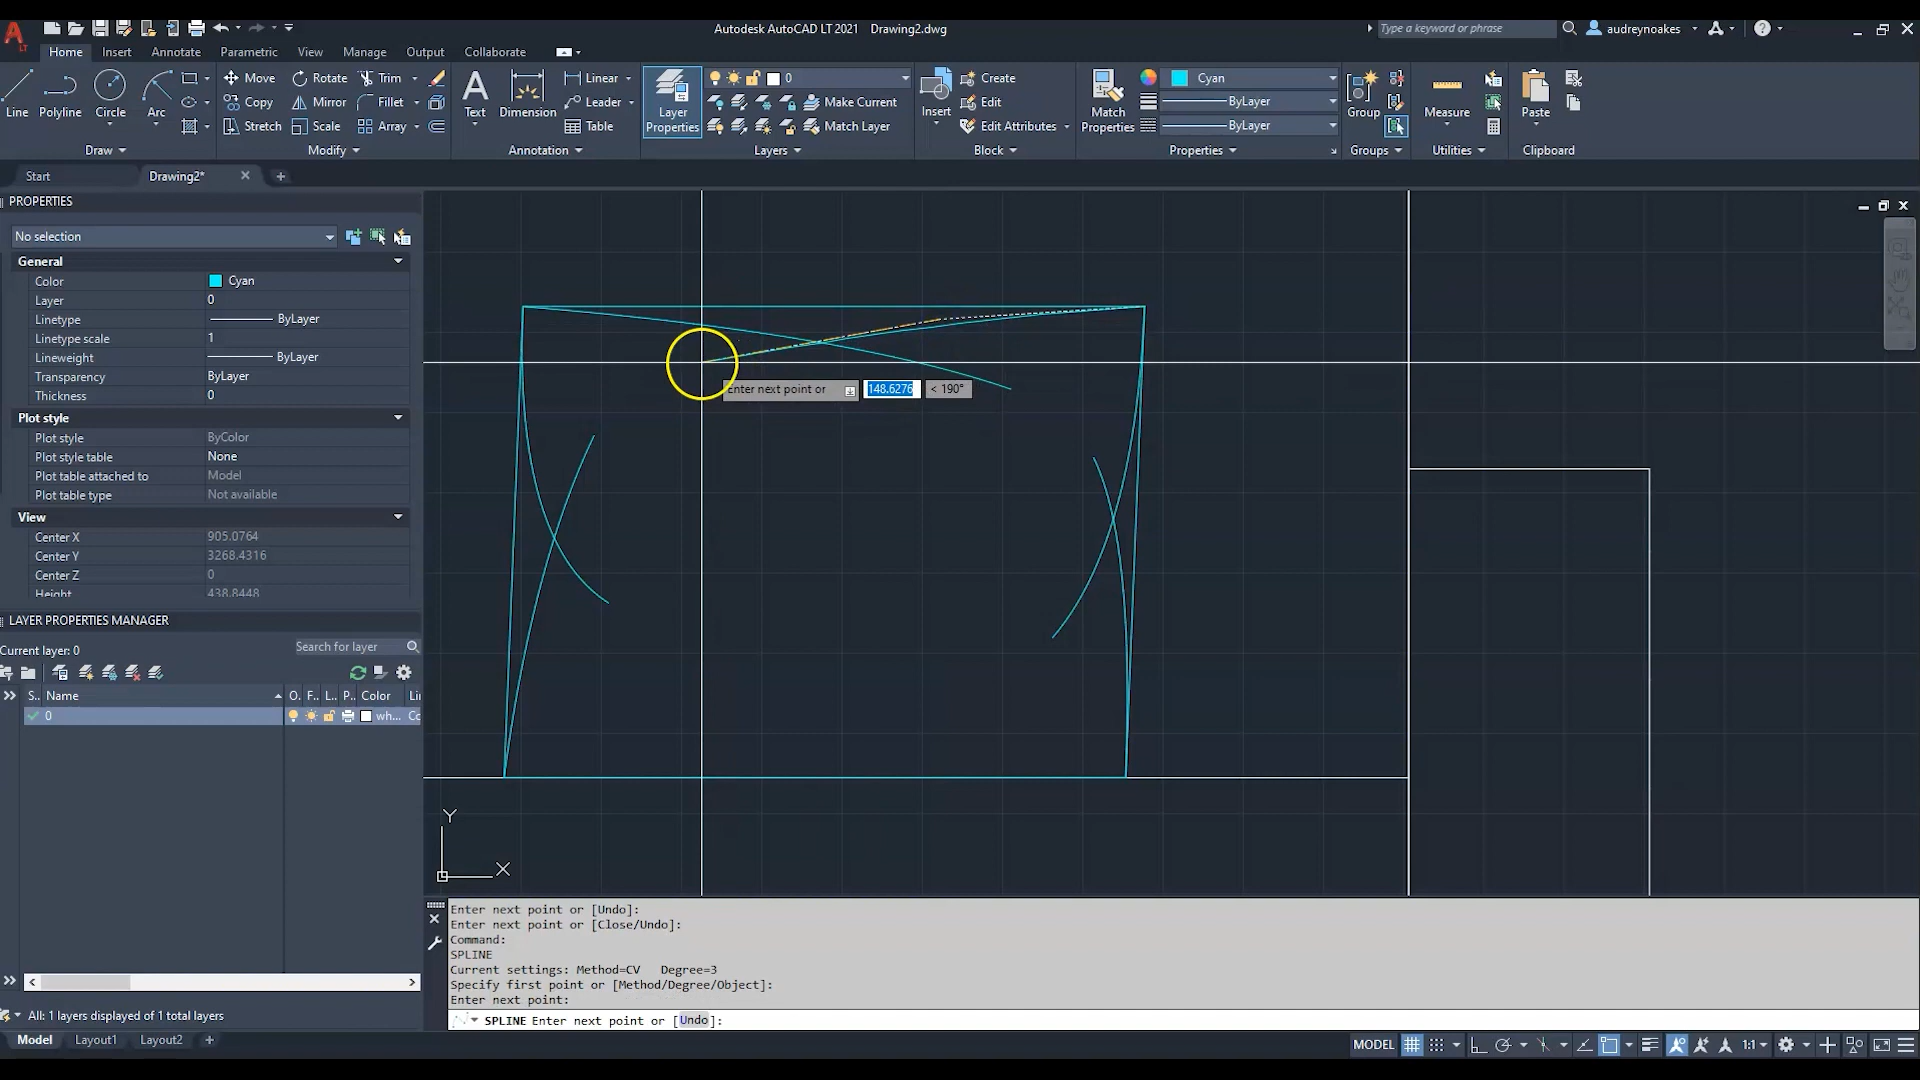 Autodesk AutoCAD LT 2021 Drawing2.dwg
Type a keyword or phrase
audreynoakes
LT
Home Insert Annotate Parametric View Manage Output Collaborate
Line Polyline Circle Arc
Move Rotate Trim
Copy Mirror Fillet
Stretch Scale Array
Text Dimension
Linear
Leader
Table
Layer Properties
0
Make Current
Match Layer
Insert
Create
Edit
Edit Attributes
Match Properties
Cyan
ByLayer
ByLayer
Group
Measure
Paste
Draw Modify Annotation Layers Block Properties Groups Utilities Clipboard
Start Drawing2*
PROPERTIES
No selection
General
Color Cyan
Layer 0
Linetype ByLayer
Linetype scale 1
Lineweight ByLayer
Transparency ByLayer
Thickness 0
Plot style
Plot style ByColor
Plot style table None
Plot table attached to Model
Plot table type Not available
View
Center X 905.0764
Center Y 3268.4316
Center Z 0
Height 438.8448
Enter next point or 148.6276 < 190°
LAYER PROPERTIES MANAGER
Current layer: 0
Search for layer
S.. Name O. F.. L.. P.. Color Li
0 wh... Co
Y
X
All: 1 layers displayed of 1 total layers
Enter next point or [Undo]:
Enter next point or [Close/Undo]:
Command:
SPLINE
Current settings: Method=CV Degree=3
Specify first point or [Method/Degree/Object]:
Enter next point:
SPLINE Enter next point or [Undo]:
Model Layout1 Layout2
MODEL
1:1